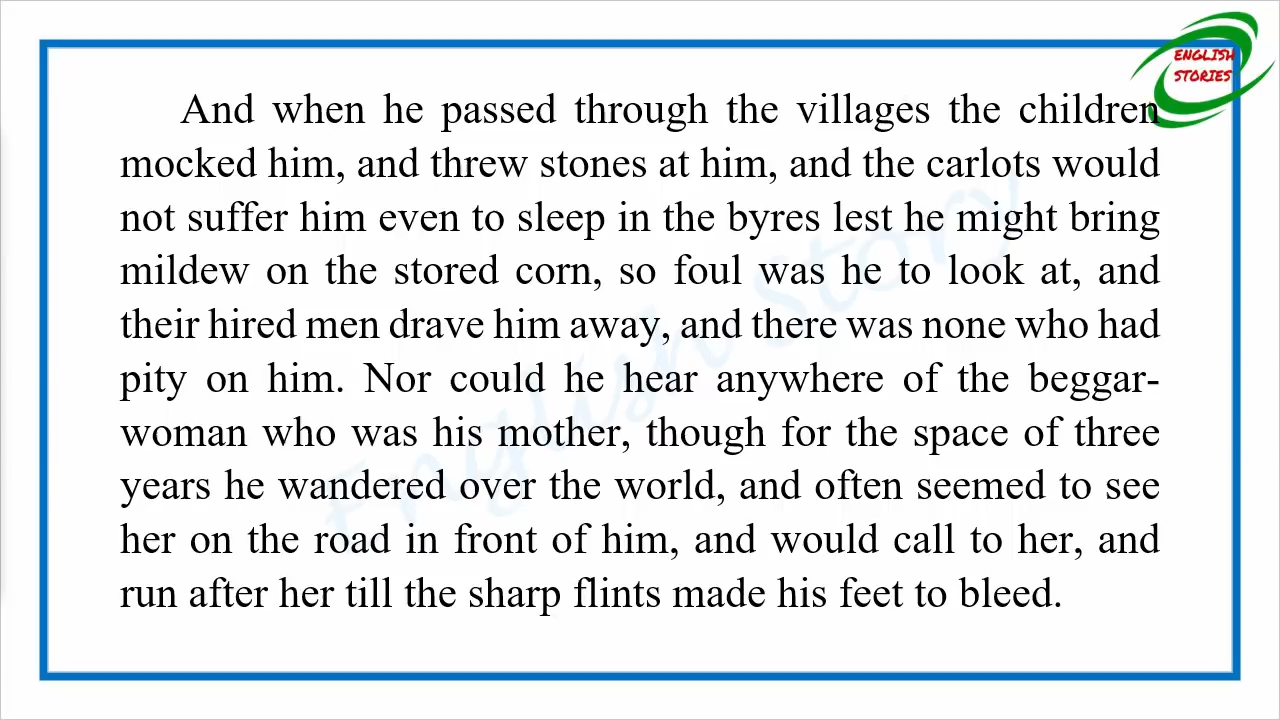 ENGLISH
STORIES
And when he passed through the villages the children
mocked him, and threw stones at him, and the carlots would
not suffer him even to sleep in the byres lest he might bring
mildew on the stored corn, so foul was he to look at, and
their hired men drave him away, and there was none who had
pity on him. Nor could he hear anywhere of the beggar-
woman who was his mother, though for the space of three
years he wandered over the world, and often seemed to see
her on the road in front of him, and would call to her, and
run after her till the sharp flints made his feet to bleed.
English Story